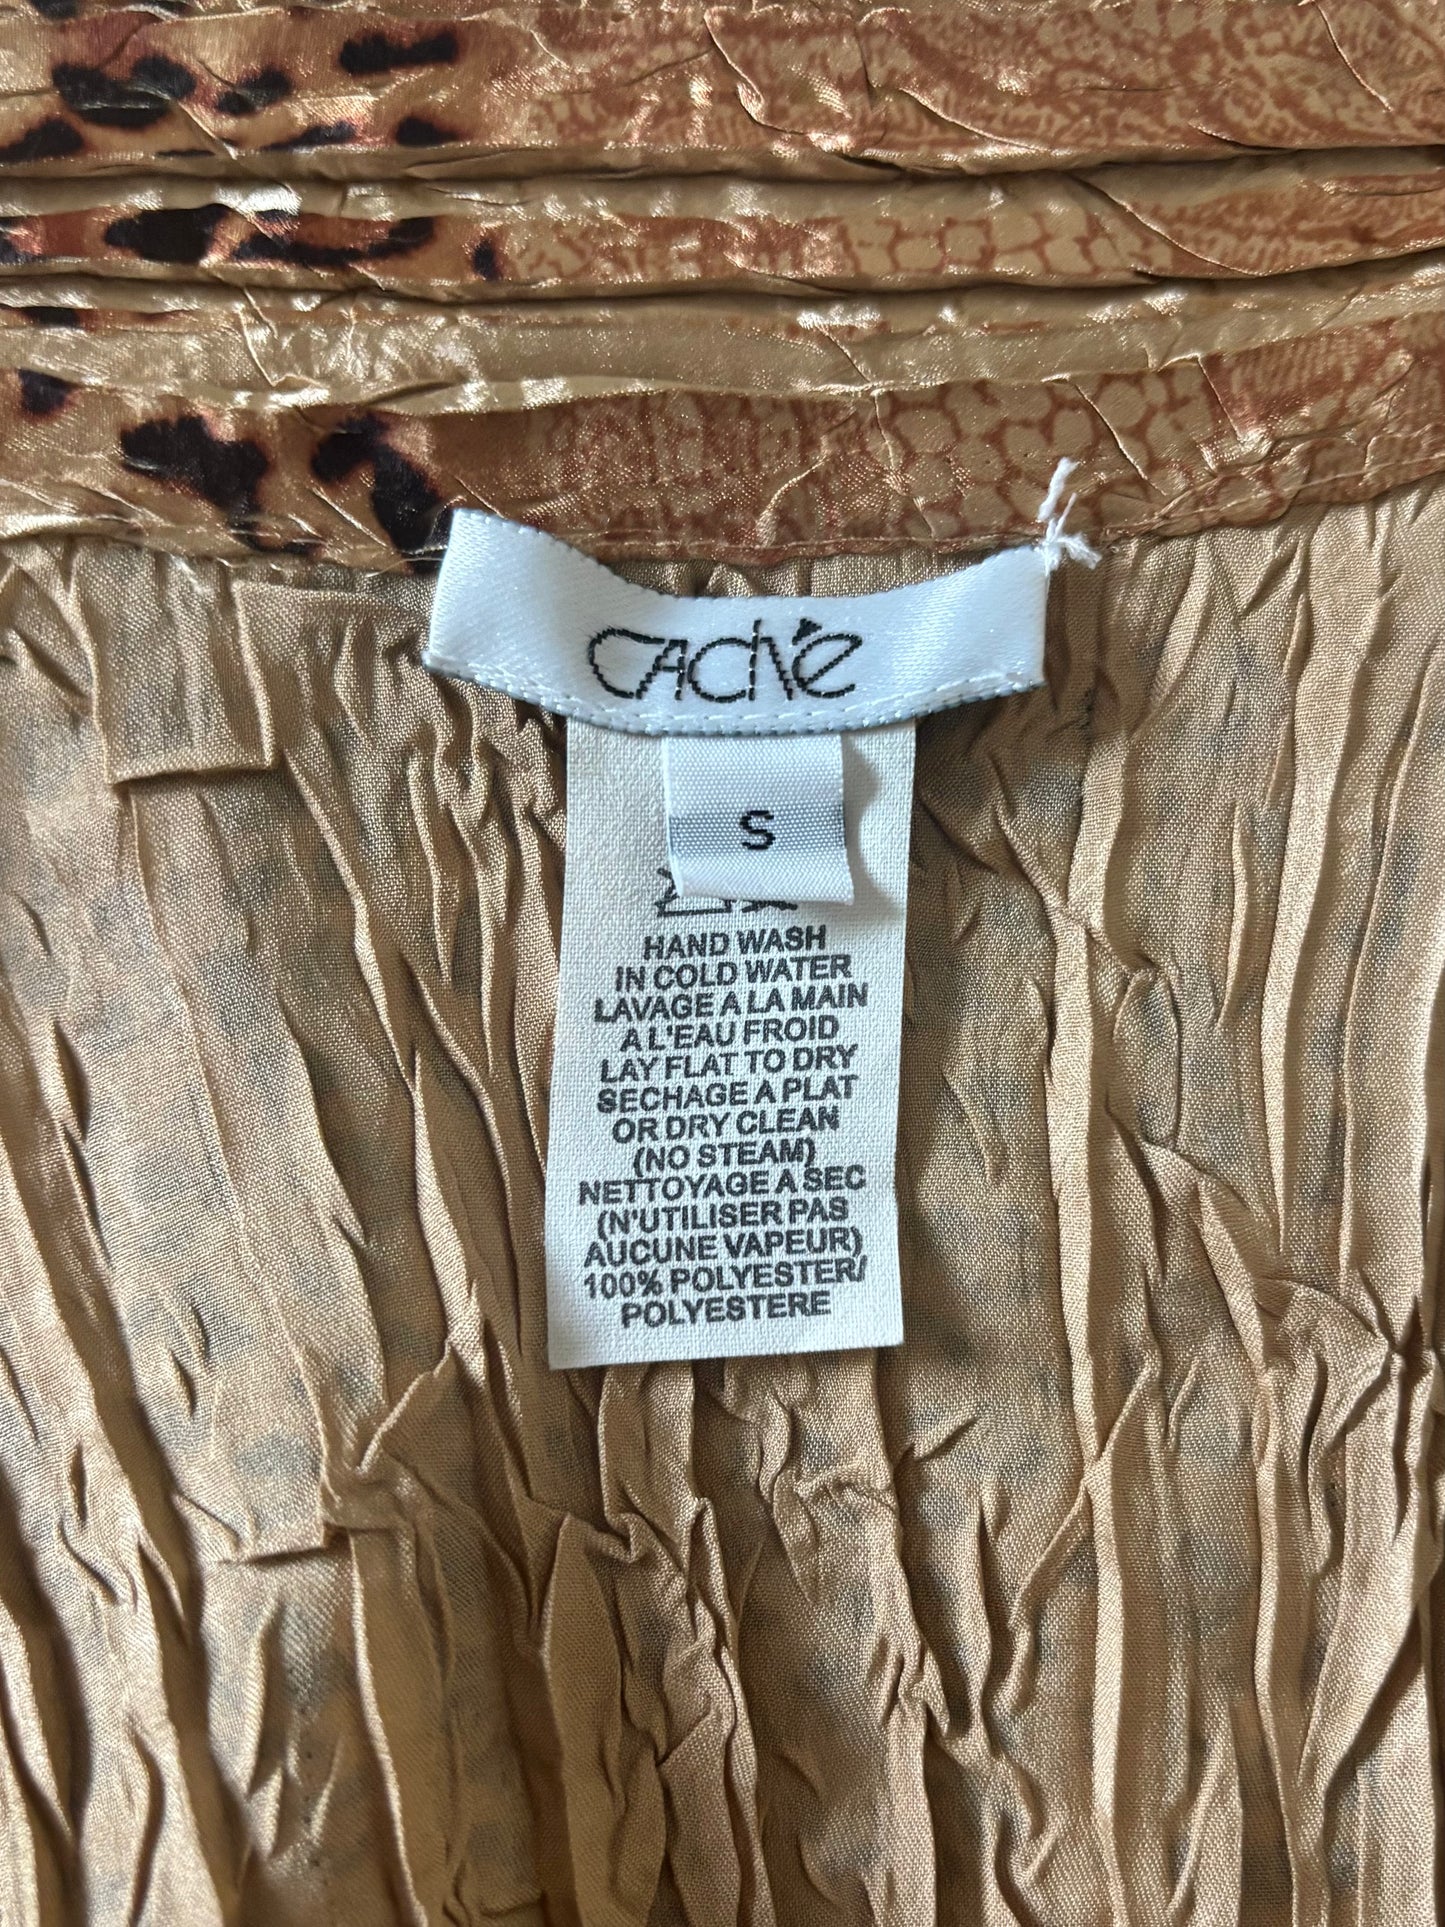 CAChé
S
HAND WASH
IN COLD WATER
LAVAGE A LA MAIN
A L'EAU FROID
LAY FLAT TO DRY
SECHAGE A PLAT
OR DRY CLEAN
(NO STEAM)
NETTOYAGE A SEC
(N'UTILISER PAS
AUCUNE VAPEUR)
100% POLYESTER/
POLYESTERE